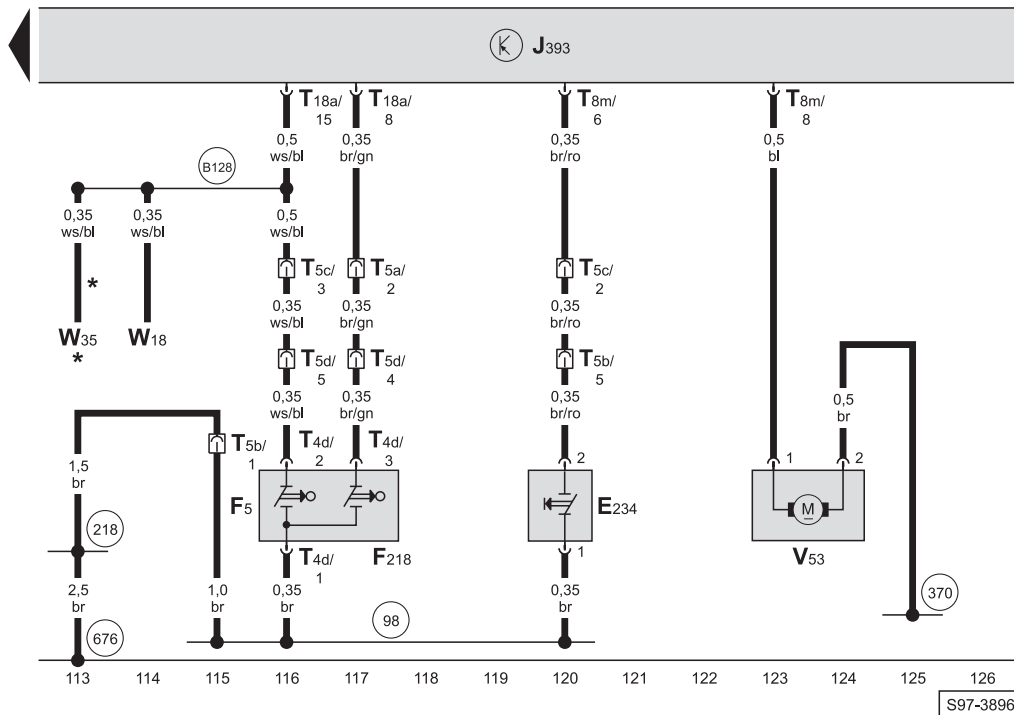 J393
T18a/ T18a/ T8m/ T8m/
15 8 6 8
0,5 0,35 0,35 0,5
ws/bl br/gn br/ro bl
B128
0,35 0,35 0,5
ws/bl ws/bl ws/bl
T5c/ T5a/ T5c/
3 2 2
*
0,35 0,35 0,35
ws/bl br/gn br/ro
W35 W18
*
T5d/ T5d/ T5b/
5 4 5
0,35 0,35 0,35 0,5
ws/bl br/gn br/ro br
T5b/ T4d/ T4d/
1 2 3 2 1 2
1,5
br
F5 E234 M
218
T4d/ F218 1 V53
1
2,5 1,0 0,35 0,35
br br br br
370
98
676
113 114 115 116 117 118 119 120 121 122 123 124 125 126
S97-3896